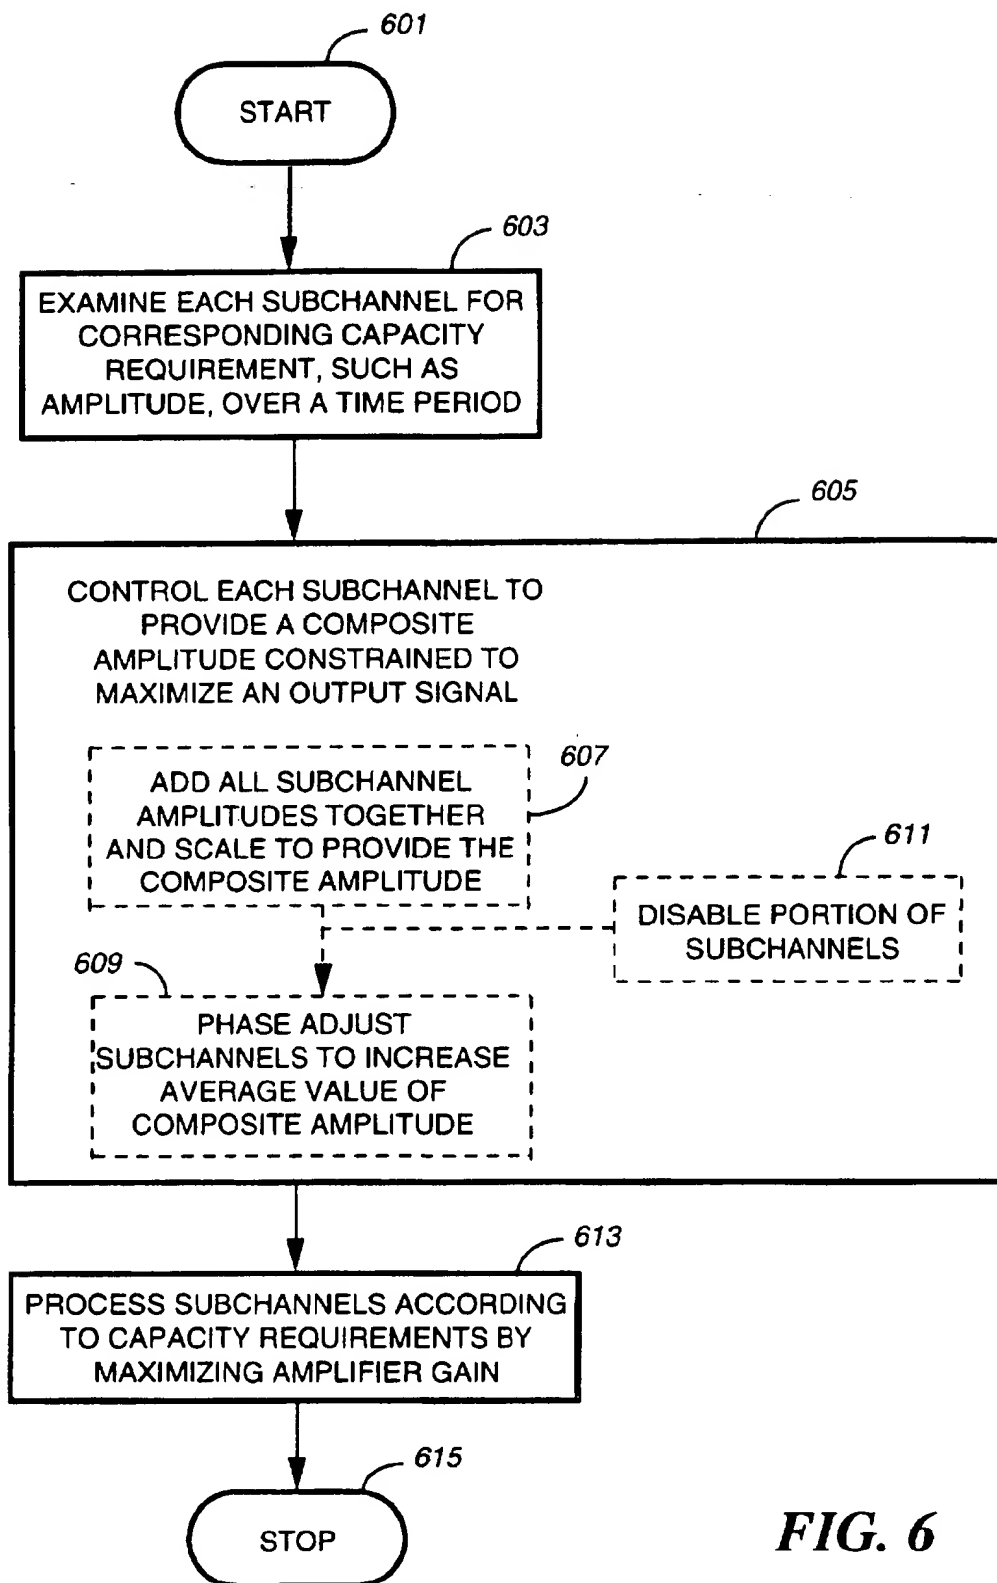 601
START
603
EXAMINE EACH SUBCHANNEL FOR
CORRESPONDING CAPACITY
REQUIREMENT, SUCH AS
AMPLITUDE, OVER A TIME PERIOD
605
CONTROL EACH SUBCHANNEL TO
PROVIDE A COMPOSITE
AMPLITUDE CONSTRAINED TO
MAXIMIZE AN OUTPUT SIGNAL
607
ADD ALL SUBCHANNEL
AMPLITUDES TOGETHER
AND SCALE TO PROVIDE THE
COMPOSITE AMPLITUDE
611
DISABLE PORTION OF
SUBCHANNELS
609
PHASE ADJUST
SUBCHANNELS TO INCREASE
AVERAGE VALUE OF
COMPOSITE AMPLITUDE
613
PROCESS SUBCHANNELS ACCORDING
TO CAPACITY REQUIREMENTS BY
MAXIMIZING AMPLIFIER GAIN
615
STOP
FIG. 6